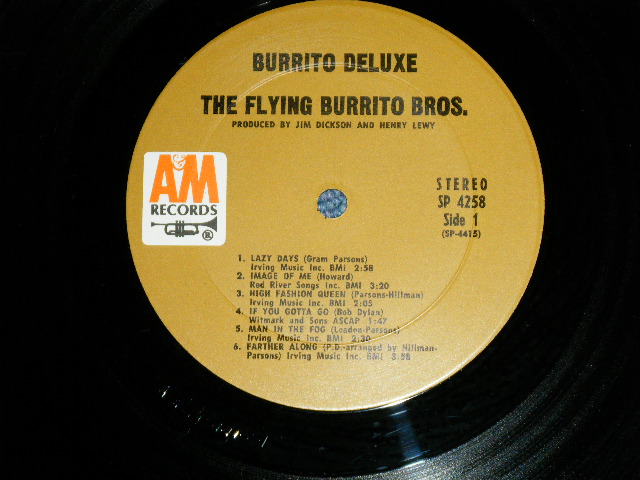 BURRITO DELUXE
THE FLYING BURRITO BROS.
PRODUCED BY JIM DICKSON AND HENRY LEWY
A&M
RECORDS
®
STEREO
SP 4258
Side 1
(SP-4415)
1. LAZY DAYS (Gram Parsons)
Irving Music Inc. BMI 2:58
2. IMAGE OF ME (Howard)
Red River Songs Inc. BMI 3:20
3. HIGH FASHION QUEEN (Parsons-Hillman)
Irving Music Inc. BMI 2:05
4. IF YOU GOTTA GO (Bob Dylan)
Witmark and Sons ASCAP 1:47
5. MAN IN THE FOG (Leadon-Parsons)
Irving Music Inc. BMI 2:30
6. FARTHER ALONG (P.D.-arranged by Hillman-
Parsons) Irving Music Inc. BMI 3:58